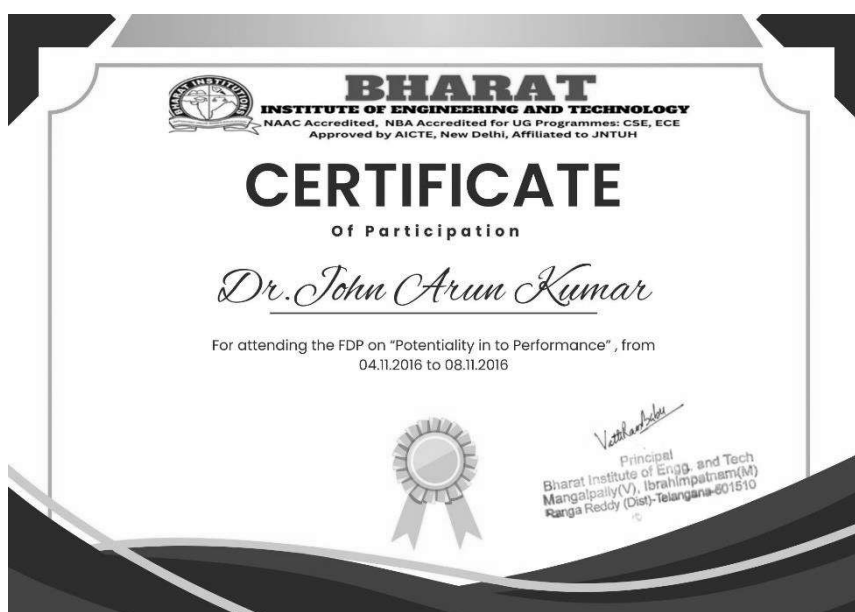 BHARAT INSTITUTIONS
BHARAT
INSTITUTE OF ENGINEERING AND TECHNOLOGY
NAAC Accredited, NBA Accredited for UG Programmes: CSE, ECE
Approved by AICTE, New Delhi, Affiliated to JNTUH
CERTIFICATE
Of Participation
Dr. John Arun Kumar
For attending the FDP on "Potentiality in to Performance" , from
04.11.2016 to 08.11.2016
Principal
Bharat Institute of Engg. and Tech
Mangalpally(V), Ibrahimpatnam(M)
Ranga Reddy (Dist)-Telangana-501510